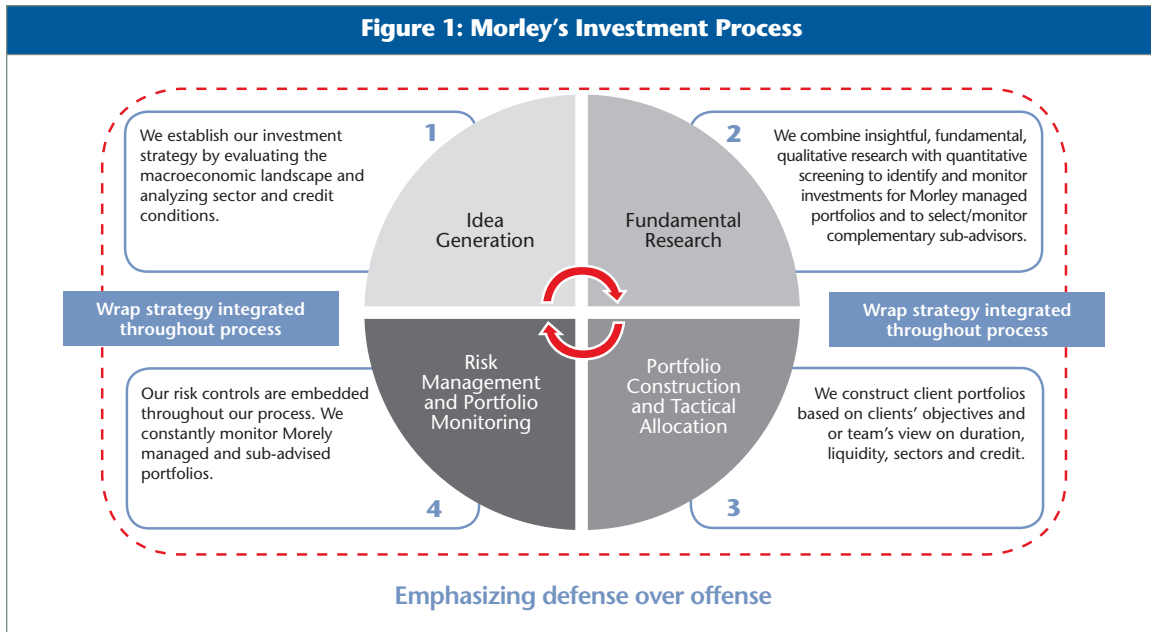 Figure 1: Morley's Investment Process
1
We establish our investment
strategy by evaluating the
macroeconomic landscape and
analyzing sector and credit
conditions.
Idea
Generation
Fundamental
Research
2
We combine insightful, fundamental,
qualitative research with quantitative
screening to identify and monitor
investments for Morley managed
portfolios and to select/monitor
complementary sub-advisors.
Wrap strategy integrated
throughout process
Wrap strategy integrated
throughout process
Our risk controls are embedded
throughout our process. We
constantly monitor Morely
managed and sub-advised
portfolios.
4
Risk
Management
and Portfolio
Monitoring
Portfolio
Construction
and Tactical
Allocation
We construct client portfolios
based on clients' objectives and
or team's view on duration,
liquidity, sectors and credit.
3
Emphasizing defense over offense